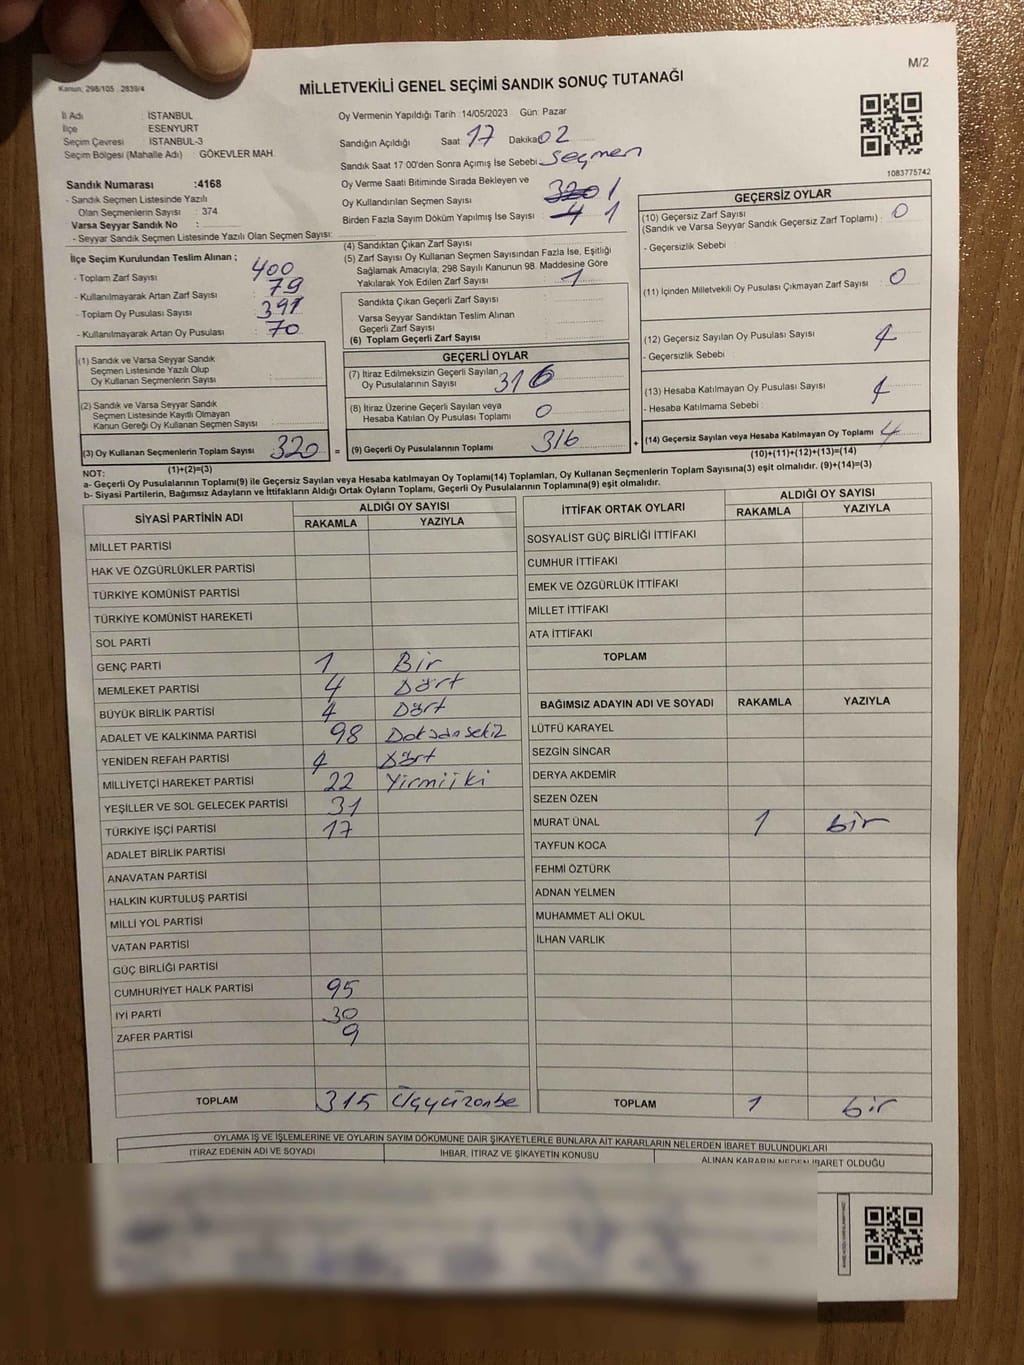 M/2
Kanun, 298/105 , 2839/4
MİLLETVEKİLİ GENEL SEÇİMİ SANDIK SONUÇ TUTANAĞI
İl Adı : İSTANBUL
İlçe : ESENYURT
Seçim Çevresi : İSTANBUL-3
Seçim Bölgesi (Mahalle Adı) : GÖKEVLER MAH.
Sandık Numarası :4168
- Sandık Seçmen Listesinde Yazılı
Olan Seçmenlerin Sayısı : 374
Varsa Seyyar Sandık No :
- Seyyar Sandık Seçmen Listesinde Yazılı Olan Seçmen Sayısı:
Oy Vermenin Yapıldığı Tarih : 14/05/2023 Gün: Pazar
Sandığın Açıldığı Saat 17 Dakika 02
Sandık Saat 17:00'den Sonra Açımış İse Sebebi Seçmen
Oy Verme Saati Bitiminde Sırada Bekleyen ve
Oy Kullandırılan Seçmen Sayısı 320 1
Birden Fazla Sayım Döküm Yapılmış İse Sayısı : 4 1
1083775742
İlçe Seçim Kurulundan Teslim Alınan ;
- Toplam Zarf Sayısı : 400
- Kullanılmayarak Artan Zarf Sayısı : 79
- Toplam Oy Pusulası Sayısı : 391
- Kullanılmayarak Artan Oy Pusulası : 70
(1) Sandık ve Varsa Seyyar Sandık
Seçmen Listesinde Yazılı Olup
Oy Kullanan Seçmenlerin Sayısı :
(2) Sandık ve Varsa Seyyar Sandık
Seçmen Listesinde Kayıtlı Olmayan
Kanun Gereği Oy Kullanan Seçmen Sayısı :
(3) Oy Kullanan Seçmenlerin Toplam Sayısı : 320 =
(1)+(2)=(3)
(4) Sandıktan Çıkan Zarf Sayısı :
(5) Zarf Sayısı Oy Kullanan Seçmen Sayısından Fazla İse, Eşitliği
Sağlamak Amacıyla, 298 Sayılı Kanunun 98. Maddesine Göre
Yakılarak Yok Edilen Zarf Sayısı : 1
Sandıkta Çıkan Geçerli Zarf Sayısı :
Varsa Seyyar Sandıktan Teslim Alınan
Geçerli Zarf Sayısı :
(6) Toplam Geçerli Zarf Sayısı :
GEÇERLİ OYLAR
(7) İtiraz Edilmeksizin Geçerli Sayılan
Oy Pusulalarının Sayısı : 316
(8) İtiraz Üzerine Geçerli Sayılan veya
Hesaba Katılan Oy Pusulası Toplamı : 0
(9) Geçerli Oy Pusulalarının Toplamı : 316 +
GEÇERSİZ OYLAR
(10) Geçersiz Zarf Sayısı
(Sandık ve Varsa Seyyar Sandık Geçersiz Zarf Toplamı) : 0
- Geçersizlik Sebebi :
(11) İçinden Milletvekili Oy Pusulası Çıkmayan Zarf Sayısı : 0
(12) Geçersiz Sayılan Oy Pusulası Sayısı : 4
- Geçersizlik Sebebi :
(13) Hesaba Katılmayan Oy Pusulası Sayısı : 4
- Hesaba Katılmama Sebebi :
(14) Geçersiz Sayılan veya Hesaba Katılmayan Oy Toplamı : 4
(10)+(11)+(12)+(13)=(14)
NOT:
a- Geçerli Oy Pusulalarının Toplamı(9) ile Geçersiz Sayılan veya Hesaba katılmayan Oy Toplamı(14) Toplamları, Oy Kullanan Seçmenlerin Toplam Sayısına(3) eşit olmalıdır. (9)+(14)=(3)
b- Siyasi Partilerin, Bağımsız Adayların ve İttifakların Aldığı Ortak Oyların Toplamı, Geçerli Oy Pusulalarının Toplamına(9) eşit olmalıdır.
SİYASİ PARTİNİN ADI ALDIĞI OY SAYISI
RAKAMLA YAZIYLA
MİLLET PARTİSİ
HAK VE ÖZGÜRLÜKLER PARTİSİ
TÜRKİYE KOMÜNİST PARTİSİ
TÜRKİYE KOMÜNİST HAREKETİ
SOL PARTİ
GENÇ PARTİ 1 Bir
MEMLEKET PARTİSİ 4 Dört
BÜYÜK BİRLİK PARTİSİ 4 Dört
ADALET VE KALKINMA PARTİSİ 98 Doksansekiz
YENİDEN REFAH PARTİSİ 4 Dört
MİLLİYETÇİ HAREKET PARTİSİ 22 Yirmiiki
YEŞİLLER VE SOL GELECEK PARTİSİ 31
TÜRKİYE İŞÇİ PARTİSİ 17
ADALET BİRLİK PARTİSİ
ANAVATAN PARTİSİ
HALKIN KURTULUŞ PARTİSİ
MİLLİ YOL PARTİSİ
VATAN PARTİSİ
GÜÇ BİRLİĞİ PARTİSİ
CUMHURİYET HALK PARTİSİ 95
İYİ PARTİ 30
ZAFER PARTİSİ 9
TOPLAM 315 Üçyüzonbe
İTTİFAK ORTAK OYLARI ALDIĞI OY SAYISI
RAKAMLA YAZIYLA
SOSYALİST GÜÇ BİRLİĞİ İTTİFAKI
CUMHUR İTTİFAKI
EMEK VE ÖZGÜRLÜK İTTİFAKI
MİLLET İTTİFAKI
ATA İTTİFAKI
TOPLAM
BAĞIMSIZ ADAYIN ADI VE SOYADI RAKAMLA YAZIYLA
LÜTFÜ KARAYEL
SEZGİN SİNCAR
DERYA AKDEMİR
SEZEN ÖZEN
MURAT ÜNAL 1 bir
TAYFUN KOCA
FEHMİ ÖZTÜRK
ADNAN YELMEN
MUHAMMET ALİ OKUL
İLHAN VARLIK
TOPLAM 1 bir
OYLAMA İŞ VE İŞLEMLERİNE VE OYLARIN SAYIM DÖKÜMÜNE DAİR ŞİKAYETLERLE BUNLARA AİT KARARLARIN NELERDEN İBARET BULUNDUKLARI
İTİRAZ EDENİN ADI VE SOYADI İHBAR, İTİRAZ VE ŞİKAYETİN KONUSU ALINAN KARARIN NEDEN İBARET OLDUĞU